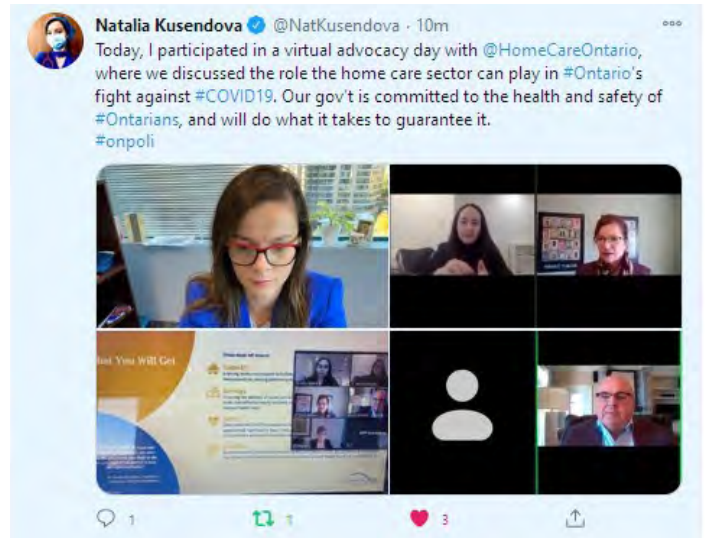 Natalia Kusendova @NatKusendova · 10m
Today, I participated in a virtual advocacy day with @HomeCareOntario,
where we discussed the role the home care sector can play in #Ontario's
fight against #COVID19. Our gov't is committed to the health and safety of
#Ontarians, and will do what it takes to guarantee it.
#onpoli
You Will Get
1
1
3